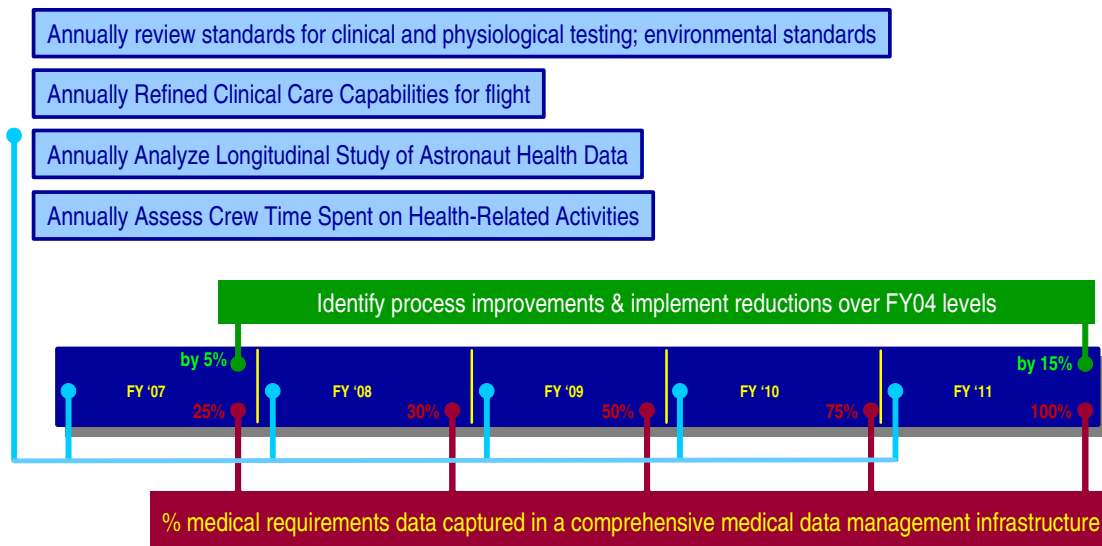 Annually review standards for clinical and physiological testing; environmental standards
Annually Refined Clinical Care Capabilities for flight
Annually Analyze Longitudinal Study of Astronaut Health Data
Annually Assess Crew Time Spent on Health-Related Activities
Identify process improvements & implement reductions over FY04 levels
by 5% by 15%
FY ‘07 FY ‘08 FY ‘09 FY ‘10 FY ‘11
25% 30% 50% 75% 100%
% medical requirements data captured in a comprehensive medical data management infrastructure